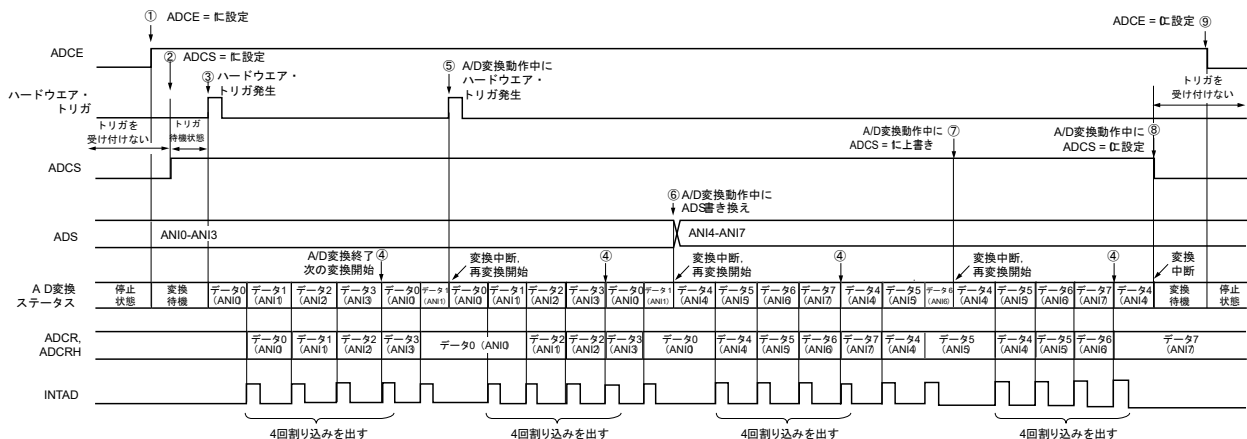 ① ADCE = 1に設定
ADCE = 0に設定 ⑨
ADCE
② ADCS = 1に設定
③ ハードウエア・
トリガ発生
⑤ A/D変換動作中に
ハードウエア・
トリガ発生
トリガを
受け付けない
ハードウエア・
トリガ
トリガを
受け付けない
トリガ
待機状態
A/D変換動作中に ⑦
ADCS = 1に上書き
A/D変換動作中に ⑧
ADCS = 0に設定
ADCS
⑥ A/D変換動作中に
ADS書き換え
ADS
ANI0-ANI3
ANI4-ANI7
A/D変換終了 ④
次の変換開始
変換中断,
再変換開始
④
変換中断,
再変換開始
④
変換中断,
再変換開始
④
変換
中断
A/D変換
ステータス
停止
状態
変換
待機
データ0
(ANI0)
データ1
(ANI1)
データ2
(ANI2)
データ3
(ANI3)
データ0
(ANI0)
データ1
(ANI1)
データ0
(ANI0)
データ1
(ANI1)
データ2
(ANI2)
データ3
(ANI3)
データ0
(ANI0)
データ1
(ANI1)
データ4
(ANI4)
データ5
(ANI5)
データ6
(ANI6)
データ7
(ANI7)
データ4
(ANI4)
データ5
(ANI5)
データ6
(ANI6)
データ4
(ANI4)
データ5
(ANI5)
データ6
(ANI6)
データ7
(ANI7)
データ4
(ANI4)
変換
待機
停止
状態
ADCR,
ADCRH
データ0
(ANI0)
データ1
(ANI1)
データ2
(ANI2)
データ3
(ANI3)
データ0 (ANI0)
データ2
(ANI1)
データ2
(ANI2)
データ3
(ANI3)
データ0
(ANI0)
データ4
(ANI4)
データ5
(ANI5)
データ6
(ANI6)
データ7
(ANI7)
データ4
(ANI4)
データ5
(ANI5)
データ4
(ANI4)
データ5
(ANI5)
データ6
(ANI6)
データ7
(ANI7)
INTAD
4回割り込みを出す
4回割り込みを出す
4回割り込みを出す
4回割り込みを出す